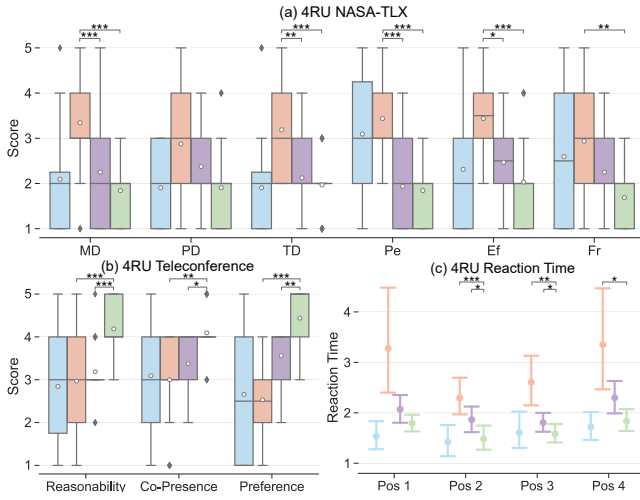 (a) 4RU NASA-TLX
*** *** *** ***
*** ** *** * **
5
4
3
2
1
Score
MD PD TD Pe Ef Fr
(b) 4RU Teleconference
*** ** ***
*** * **
5
4
3
2
1
Score
Reasonability Co-Presence Preference
(c) 4RU Reaction Time
*** ** *
* *
4
3
2
1
Reaction Time
Pos 1 Pos 2 Pos 3 Pos 4